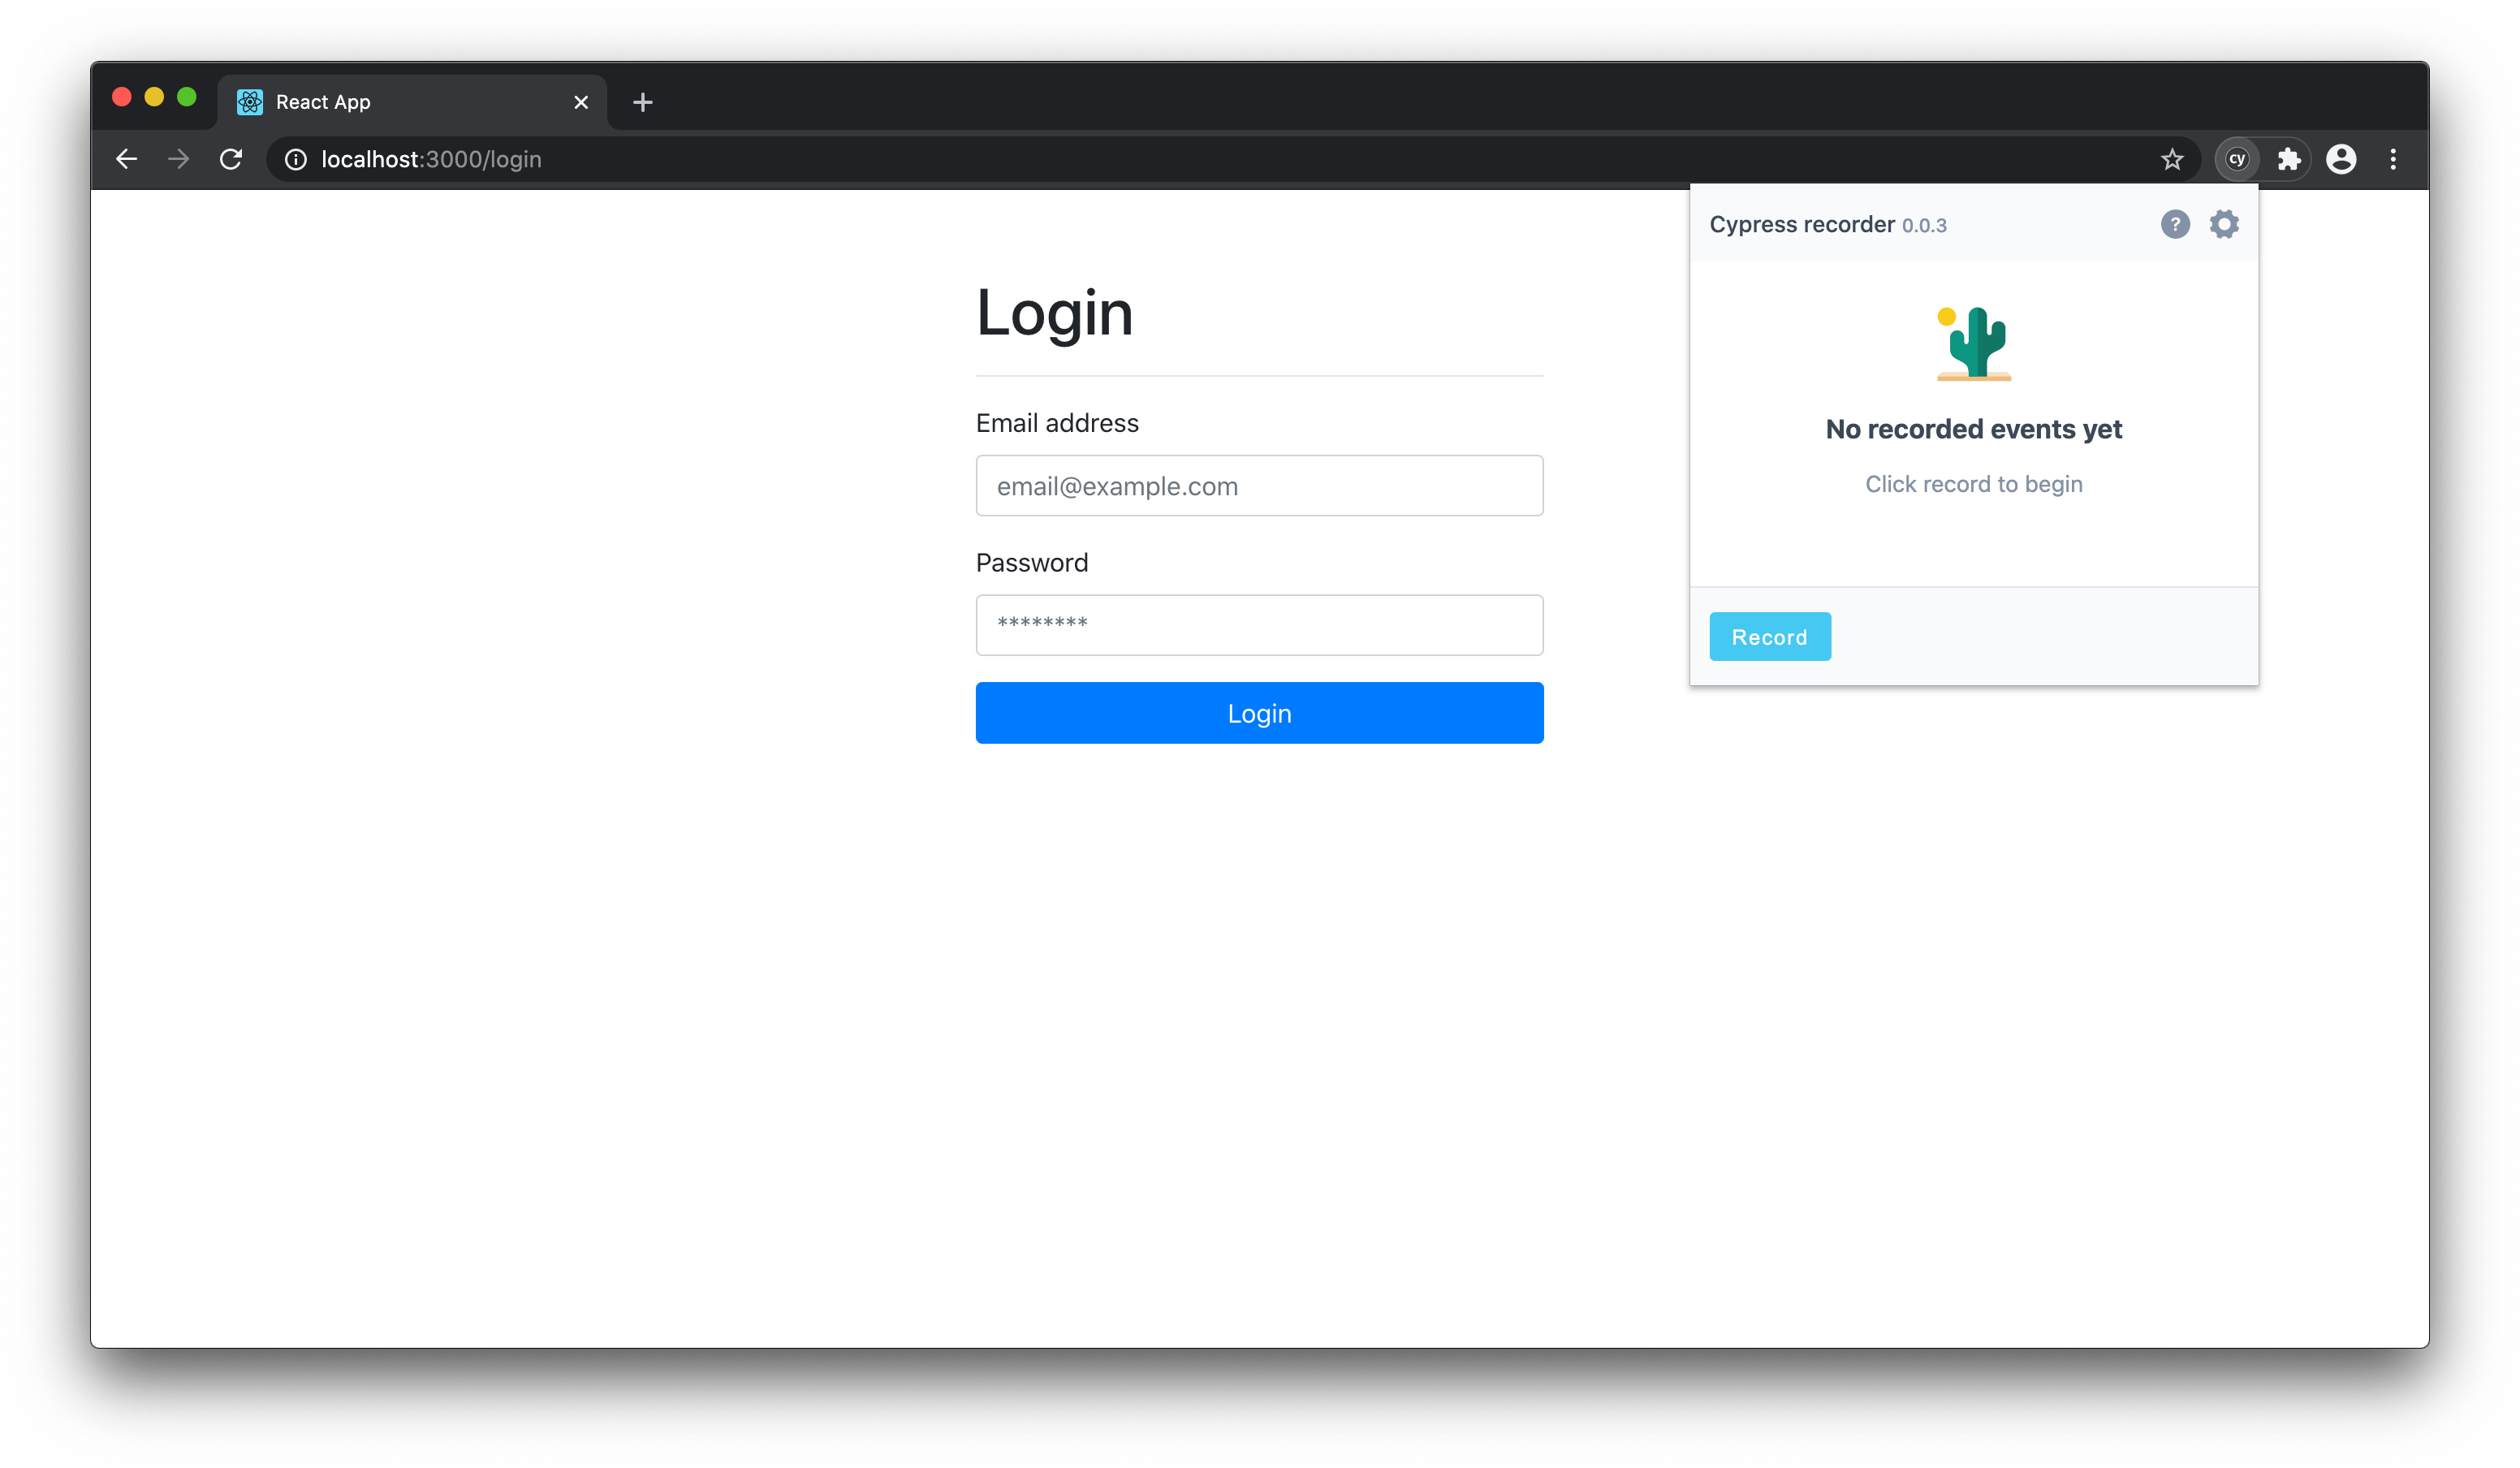 React App
localhost:3000/login
cy
Cypress recorder 0.0.3
?
Login
No recorded events yet
Click record to begin
Email address
email@example.com
Password
********
Record
Login